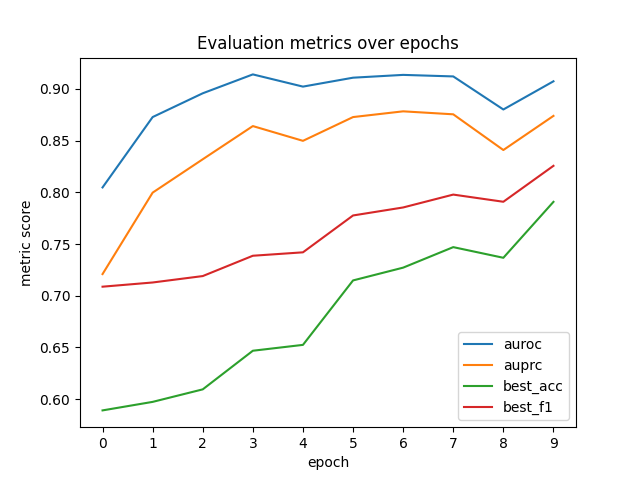 Evaluation metrics over epochs
metric score
0.90
0.85
0.80
0.75
0.70
0.65
0.60
auroc
auprc
best_acc
best_f1
0 1 2 3 4 5 6 7 8 9
epoch